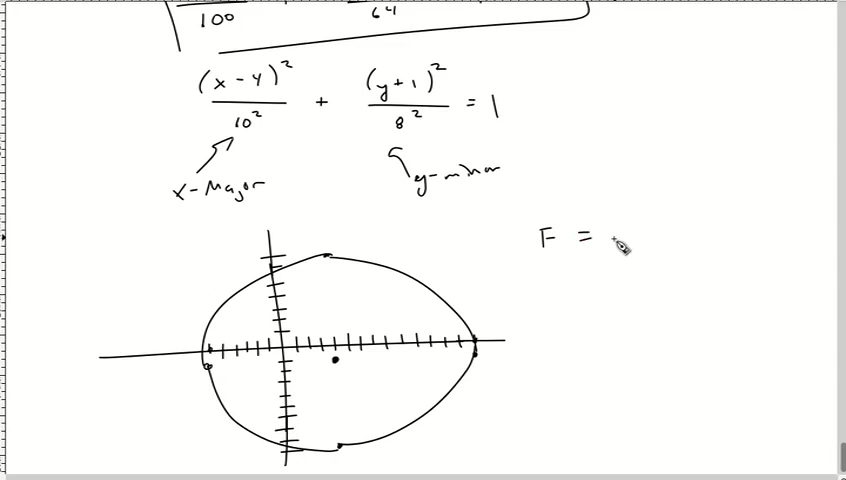 100 64
(x - 4)² / 10² + (y + 1)² / 8² = 1
x-Major y-minor
F =